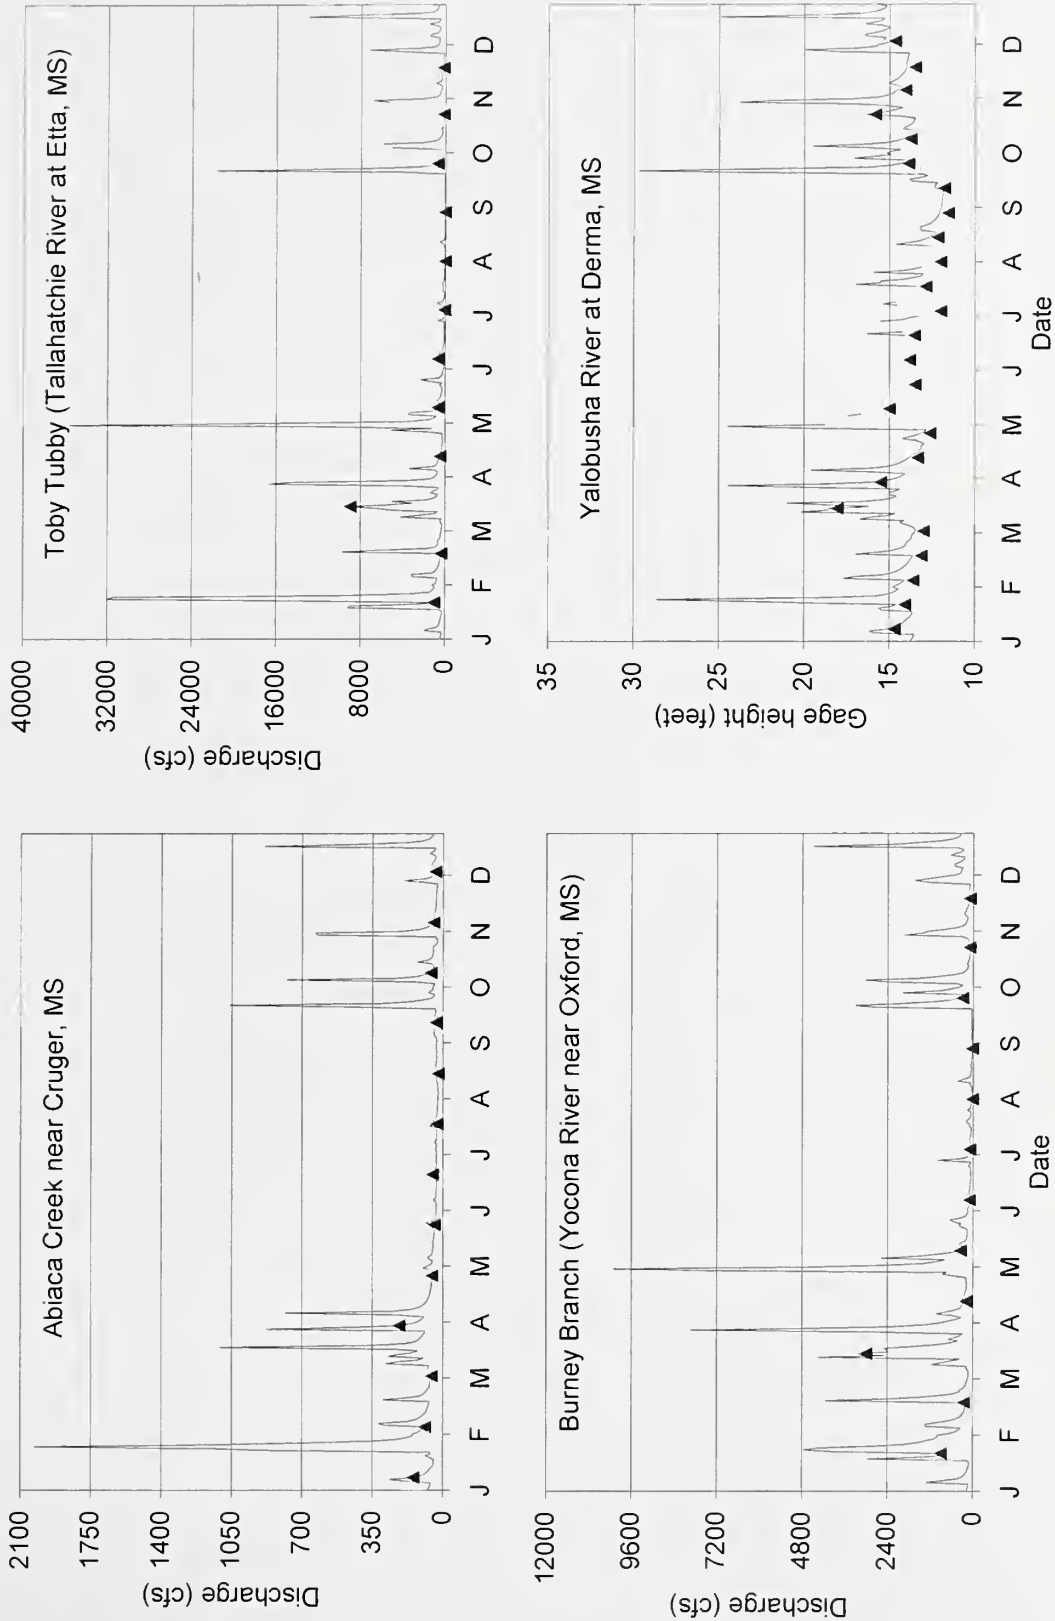 Abiaca Creek near Cruger, MS
2100
1750
1400
1050
700
350
0
Discharge (cfs)
J F M A M J J A S O N D
Toby Tubby (Tallahatchie River at Etta, MS)
40000
32000
24000
16000
8000
0
Discharge (cfs)
J F M A M J J A S O N D
Burney Branch (Yocona River near Oxford, MS)
12000
9600
7200
4800
2400
0
Discharge (cfs)
J F M A M J J A S O N D
Date
Yalobusha River at Derma, MS
35
30
25
20
15
10
Gage height (feet)
J F M A M J J A S O N D
Date